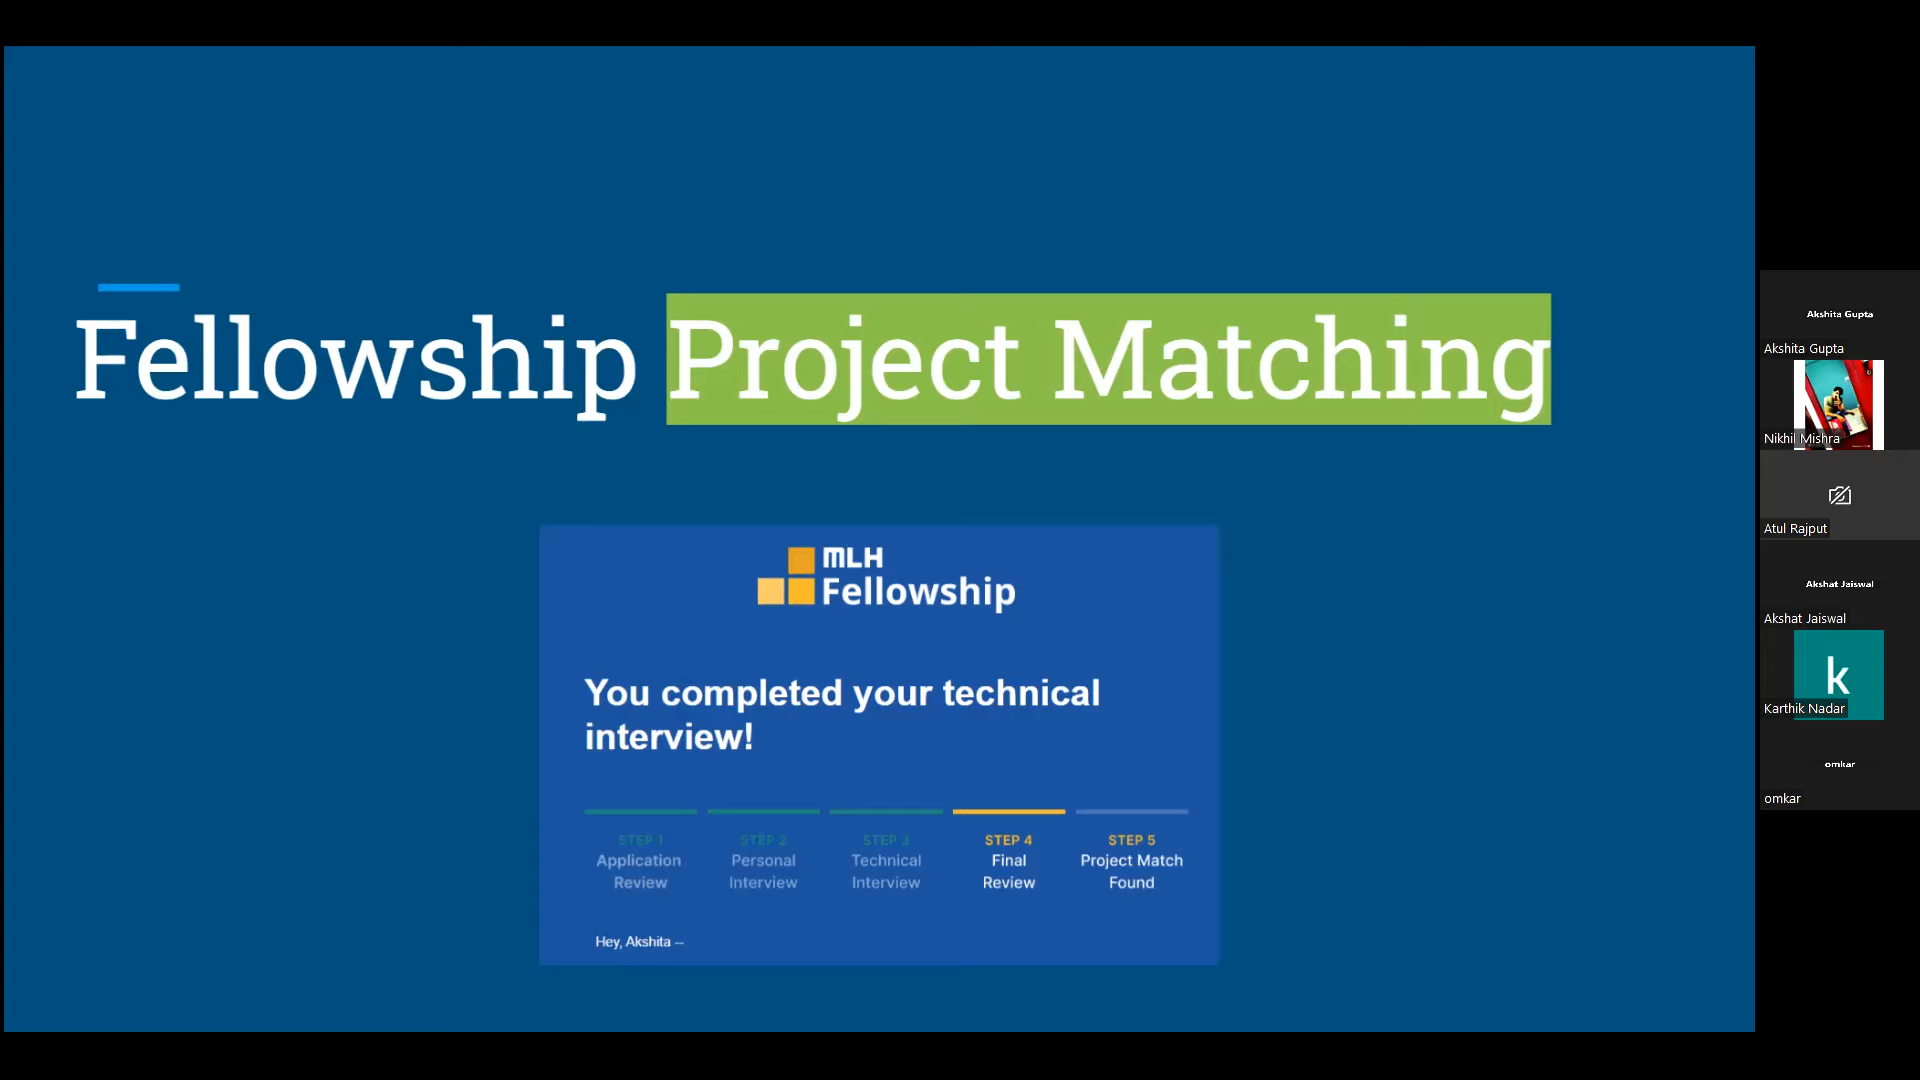 Fellowship Project Matching
MLH
Fellowship
You completed your technical
interview!
STEP 1
Application
Review
STEP 2
Personal
Interview
STEP 3
Technical
Interview
STEP 4
Final
Review
STEP 5
Project Match
Found
Hey, Akshita –
Akshita Gupta
Akshita Gupta
Nikhil Mishra
Atul Rajput
Akshat Jaiswal
Akshat Jaiswal
k
Karthik Nadar
omkar
omkar